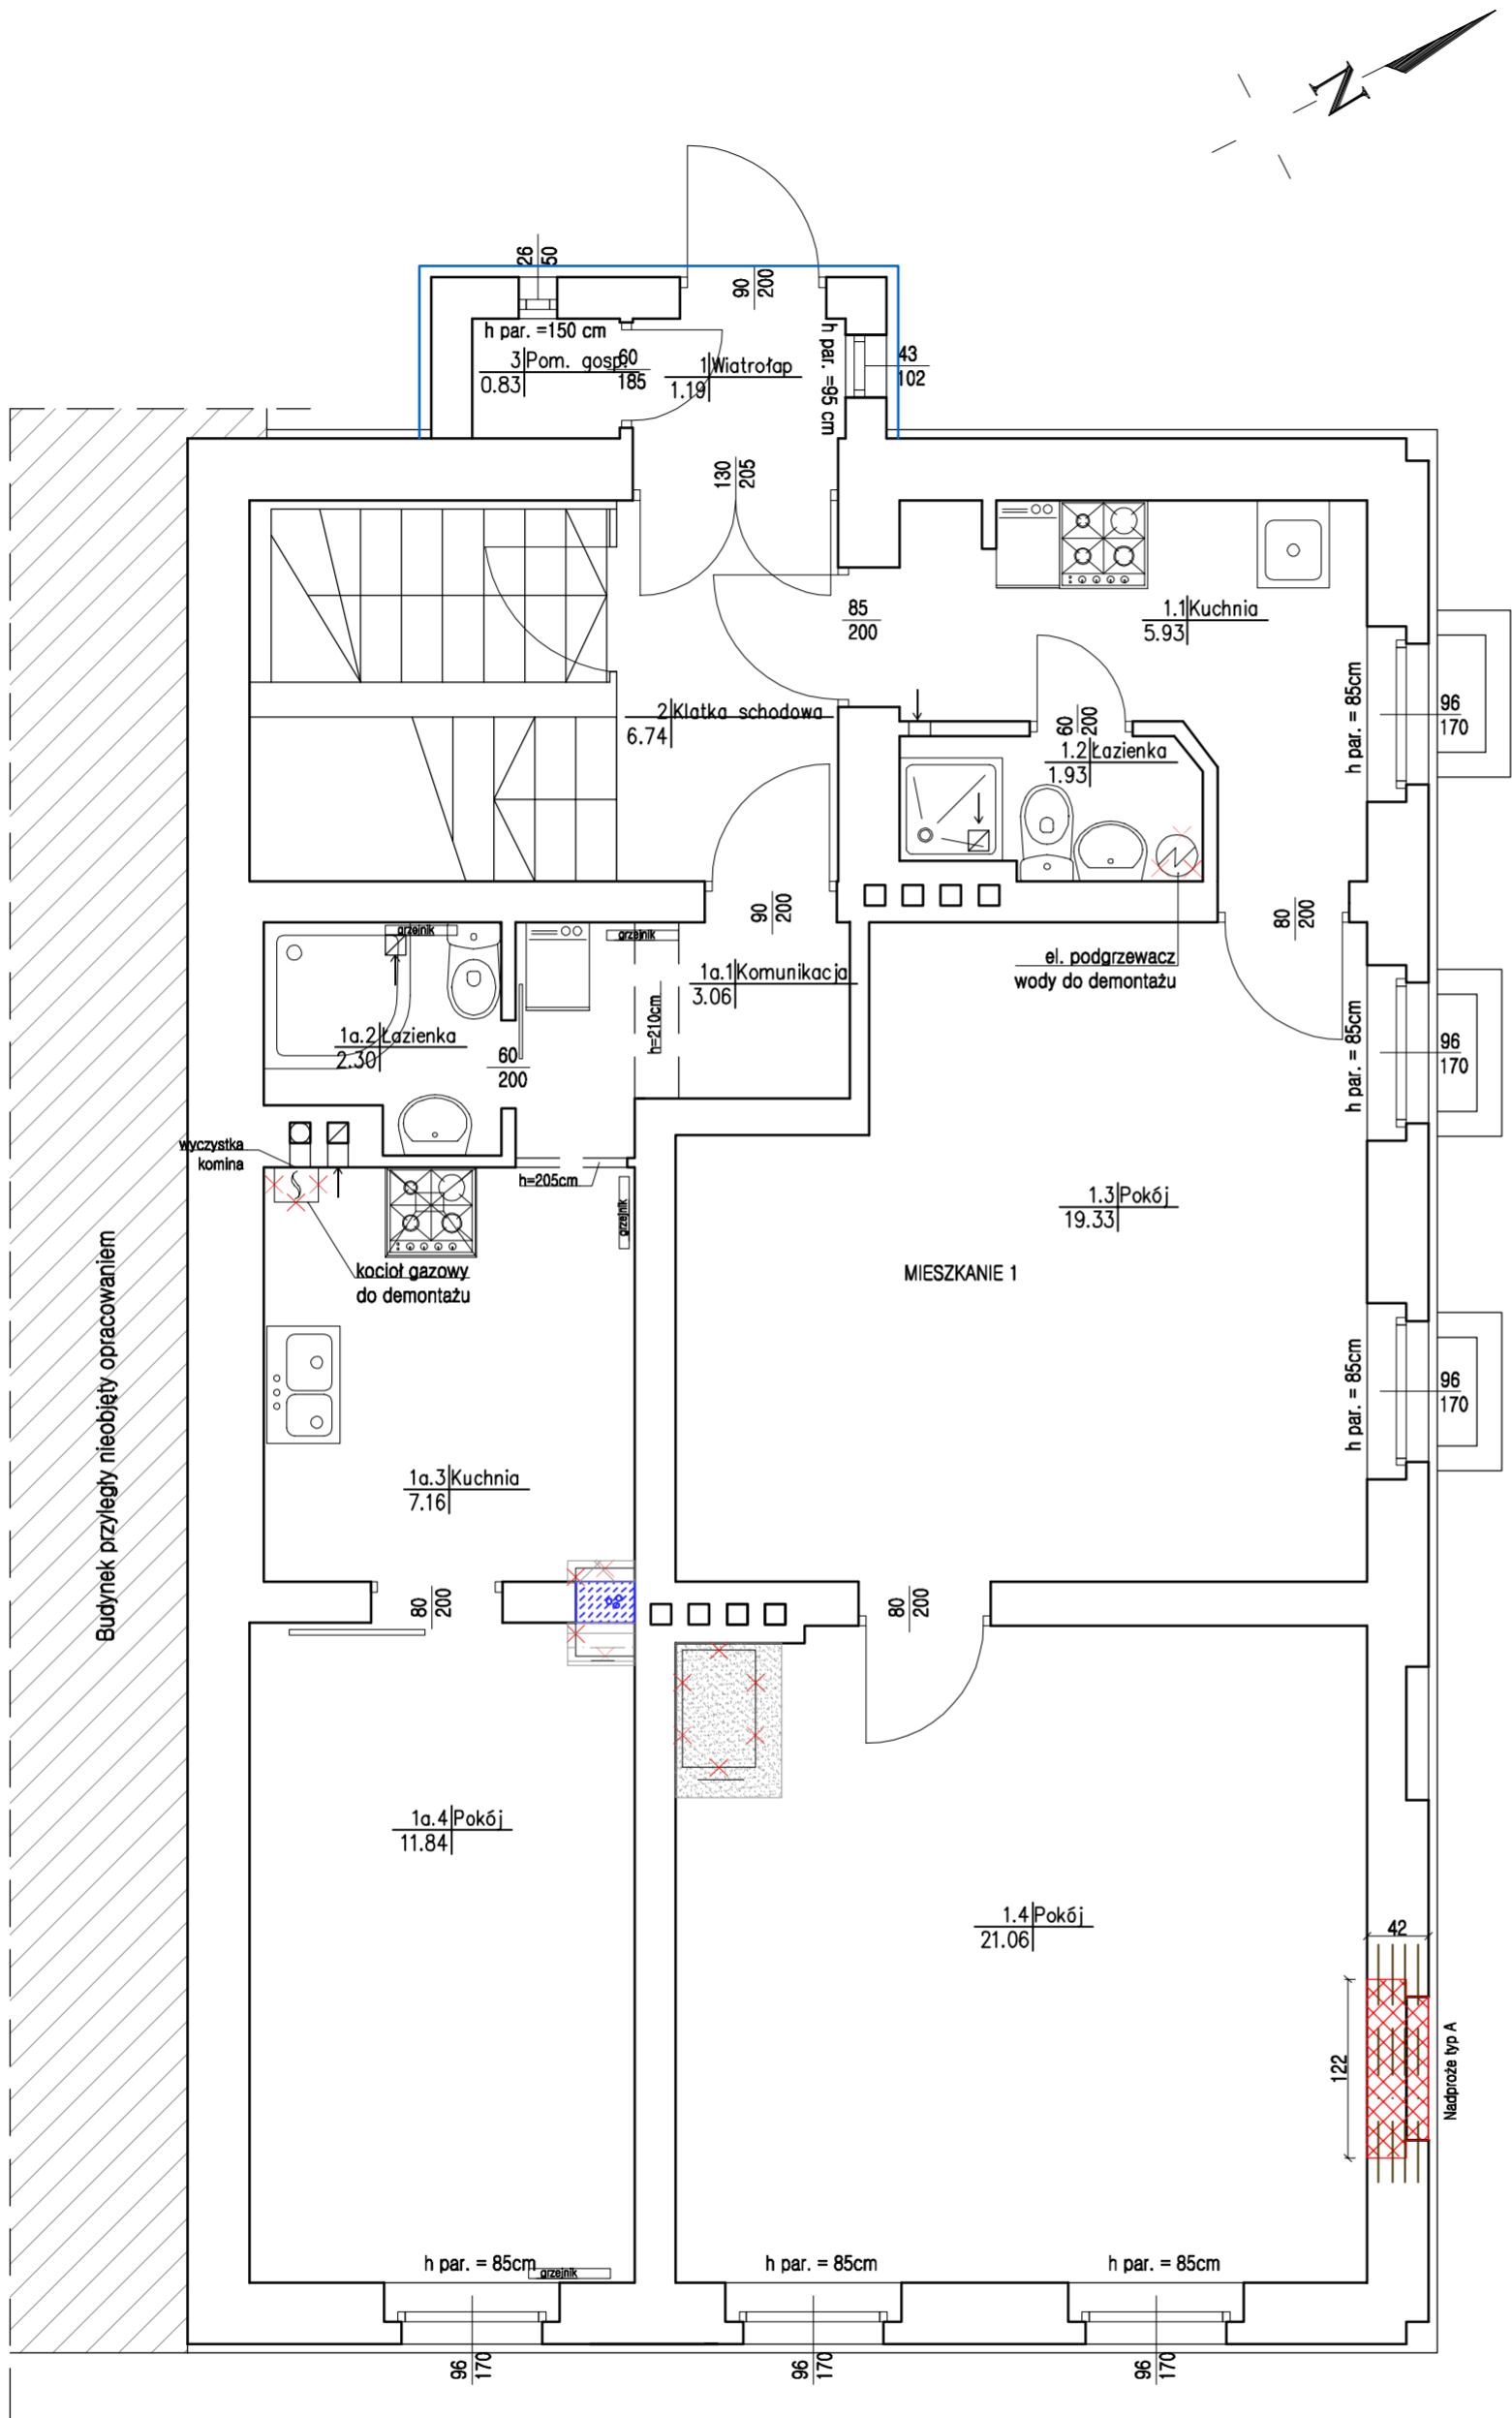 N
26
50
90
200
h par. =150 cm
3 Pom. gosp.
0.83
60
185
1 Wiatrołap
1.19
h par. =95 cm
43
102
130
205
85
200
1.1 Kuchnia
5.93
h par. = 85cm
96
170
2 Klatka schodowa
6.74
60
200
1.2 Łazienka
1.93
90
200
80
200
grzejnik
grzejnik
1a.1 Komunikacja
3.06
el. podgrzewacz
wody do demontażu
h=210cm
1a.2 Łazienka
2.30
60
200
h par. = 85cm
96
170
wyczystka
komina
h=205cm
grzejnik
1.3 Pokój
19.33
kocioł gazowy
do demontażu
MIESZKANIE 1
Budynek przyległy nieobjęty opracowaniem
h par. = 85cm
96
170
1a.3 Kuchnia
7.16
80
200
80
200
1a.4 Pokój
11.84
1.4 Pokój
21.06
42
122
Nadproże typ A
h par. = 85cm
grzejnik
h par. = 85cm
h par. = 85cm
96
170
96
170
96
170